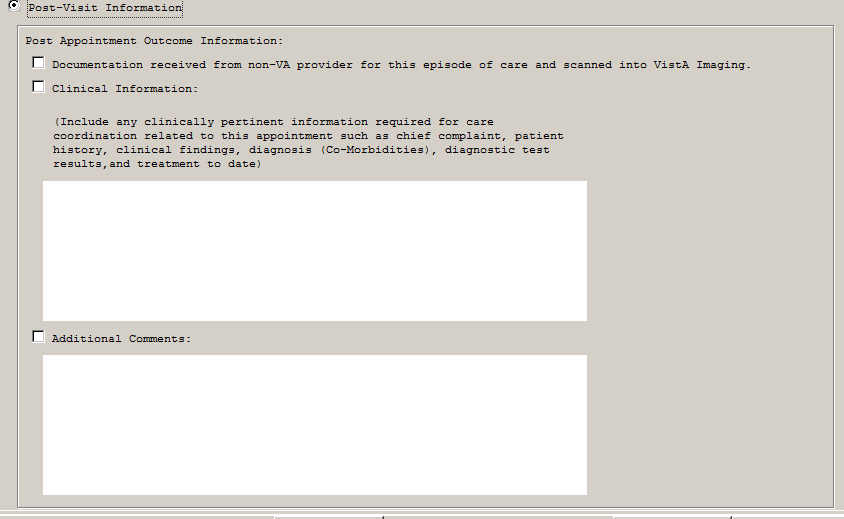 Post-Visit Information
Post Appointment Outcome Information:
Documentation received from non-VA provider for this episode of care and scanned into VistA Imaging.
Clinical Information:
(Include any clinically pertinent information required for care
coordination related to this appointment such as chief complaint, patient
history, clinical findings, diagnosis (Co-Morbidities), diagnostic test
results,and treatment to date)
Additional Comments: